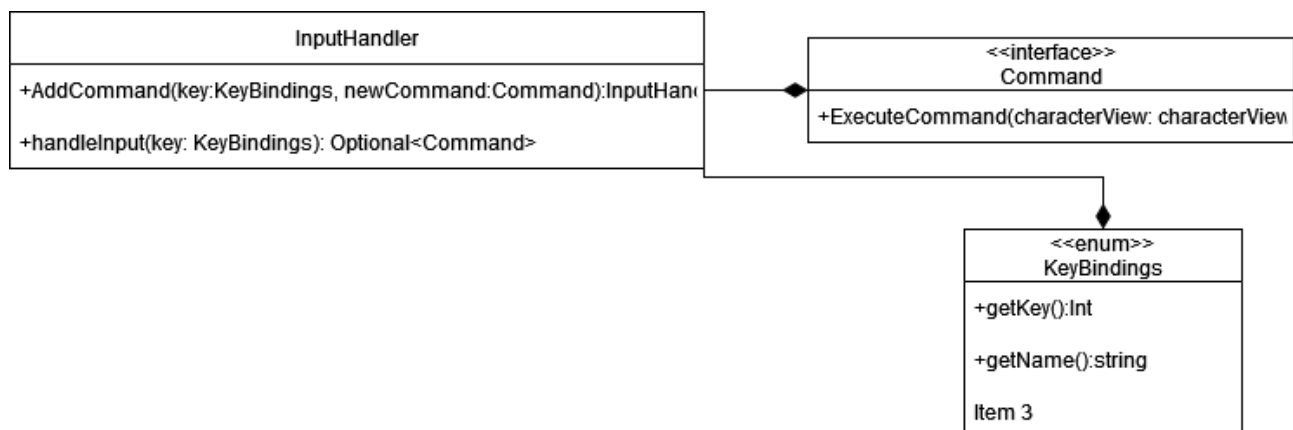 InputHandler
+AddCommand(key:KeyBindings, newCommand:Command):InputHan
+handleInput(key: KeyBindings): Optional<Command>
<<interface>>
Command
+ExecuteCommand(characterView: characterView
<<enum>>
KeyBindings
+getKey():Int
+getName():string
Item 3